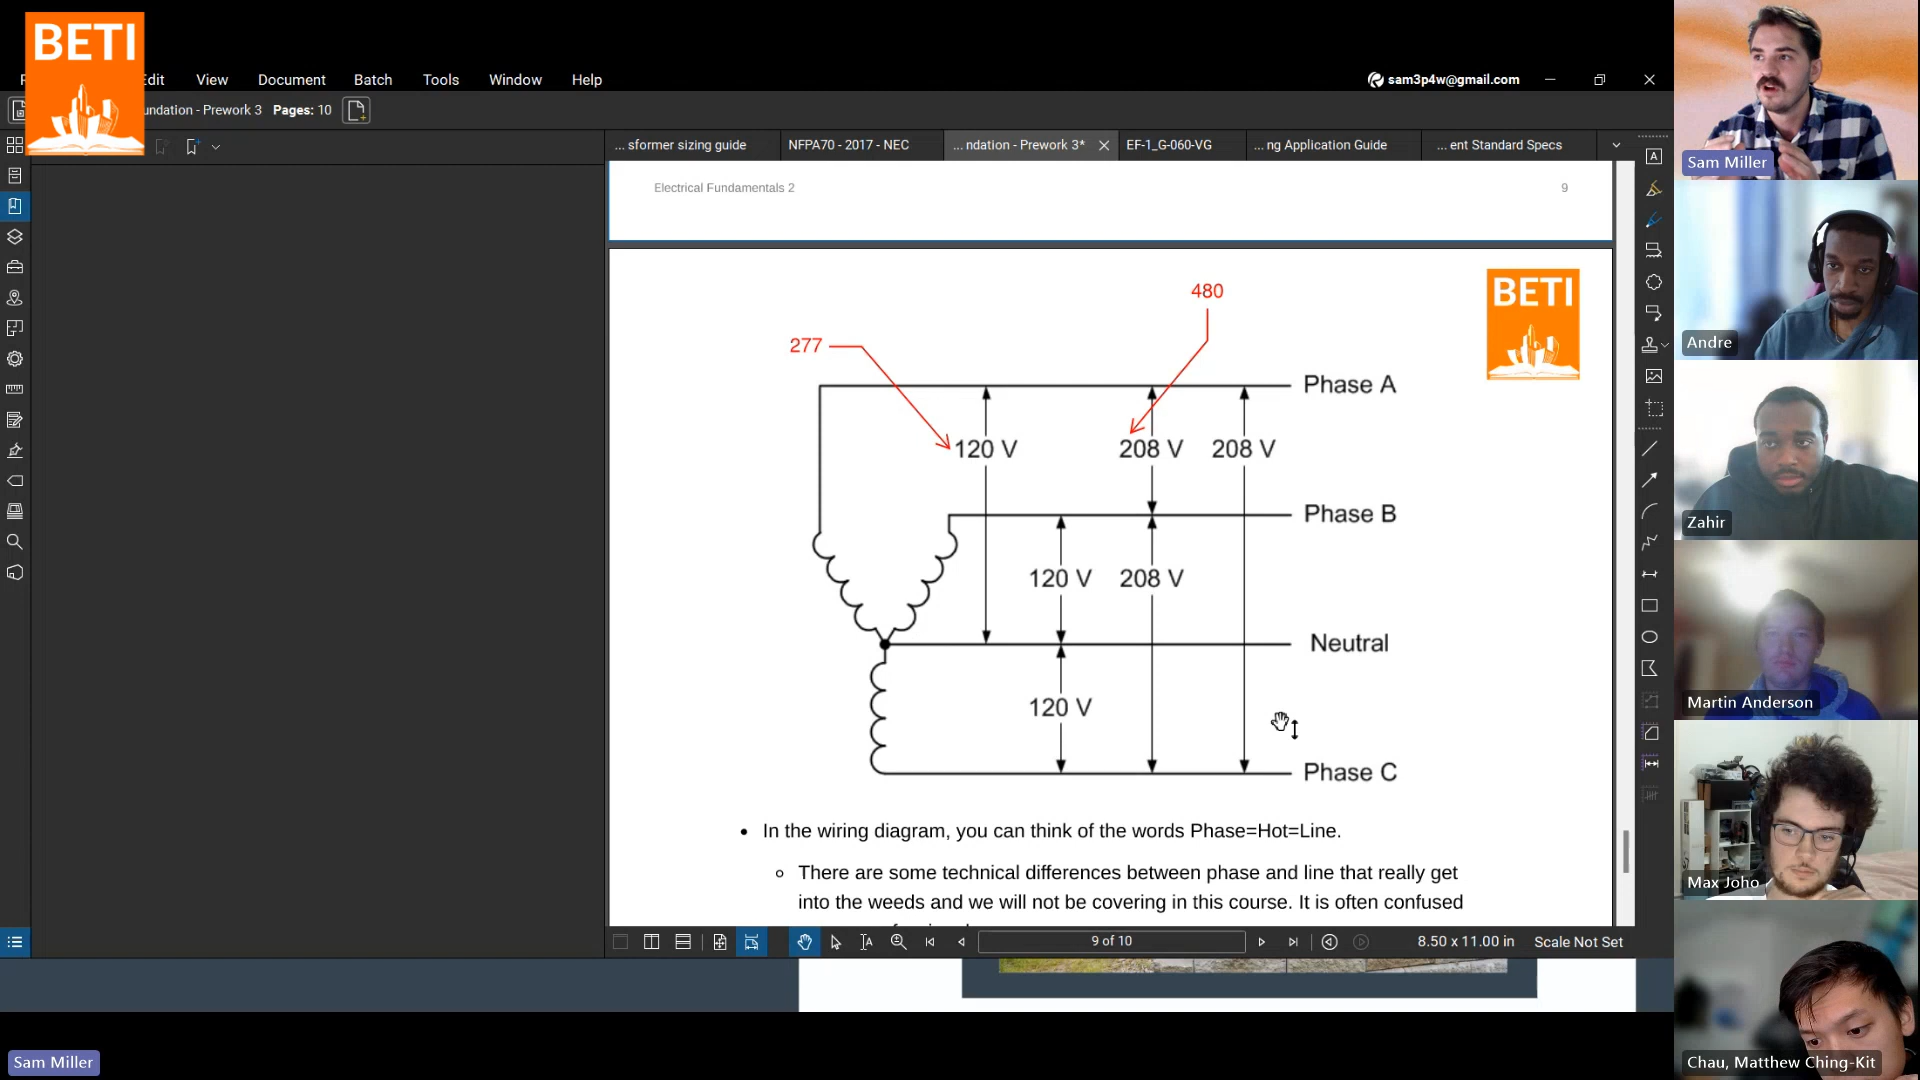 BETI
Edit View Document Batch Tools Window Help
sam3p4w@gmail.com
undation - Prework 3 Pages: 10
... sformer sizing guide
NFPA70 - 2017 - NEC
... ndation - Prework 3*
EF-1_G-060-VG
... ng Application Guide
... ent Standard Specs
Electrical Fundamentals 2
9
BETI
480
277
Phase A
120 V 208 V 208 V
Phase B
120 V 208 V
Neutral
120 V
Phase C
• In the wiring diagram, you can think of the words Phase=Hot=Line.
o There are some technical differences between phase and line that really get
into the weeds and we will not be covering in this course. It is often confused
9 of 10
8.50 x 11.00 in
Scale Not Set
Sam Miller
Sam Miller
Andre
Zahir
Martin Anderson
Max Joho
Chau, Matthew Ching-Kit